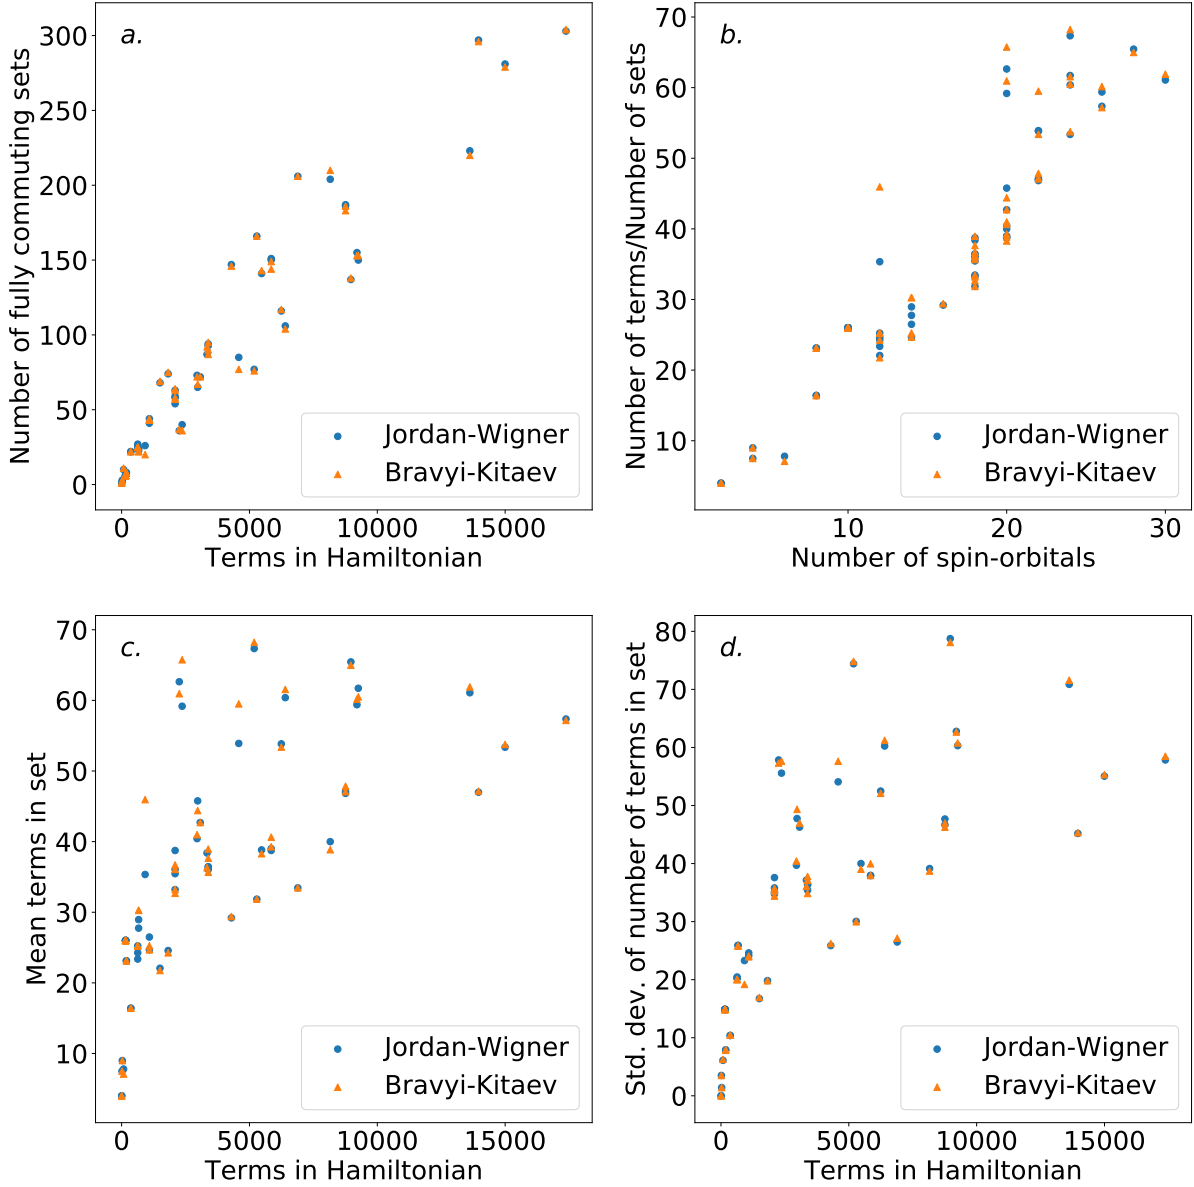 a.
Number of fully commuting sets
300
250
200
150
100
50
0
0 5000 10000 15000
Terms in Hamiltonian
Jordan-Wigner
Bravyi-Kitaev
b.
Number of terms/Number of sets
70
60
50
40
30
20
10
10 20 30
Number of spin-orbitals
Jordan-Wigner
Bravyi-Kitaev
c.
Mean terms in set
70
60
50
40
30
20
10
0 5000 10000 15000
Terms in Hamiltonian
Jordan-Wigner
Bravyi-Kitaev
d.
Std. dev. of number of terms in set
80
70
60
50
40
30
20
10
0
0 5000 10000 15000
Terms in Hamiltonian
Jordan-Wigner
Bravyi-Kitaev